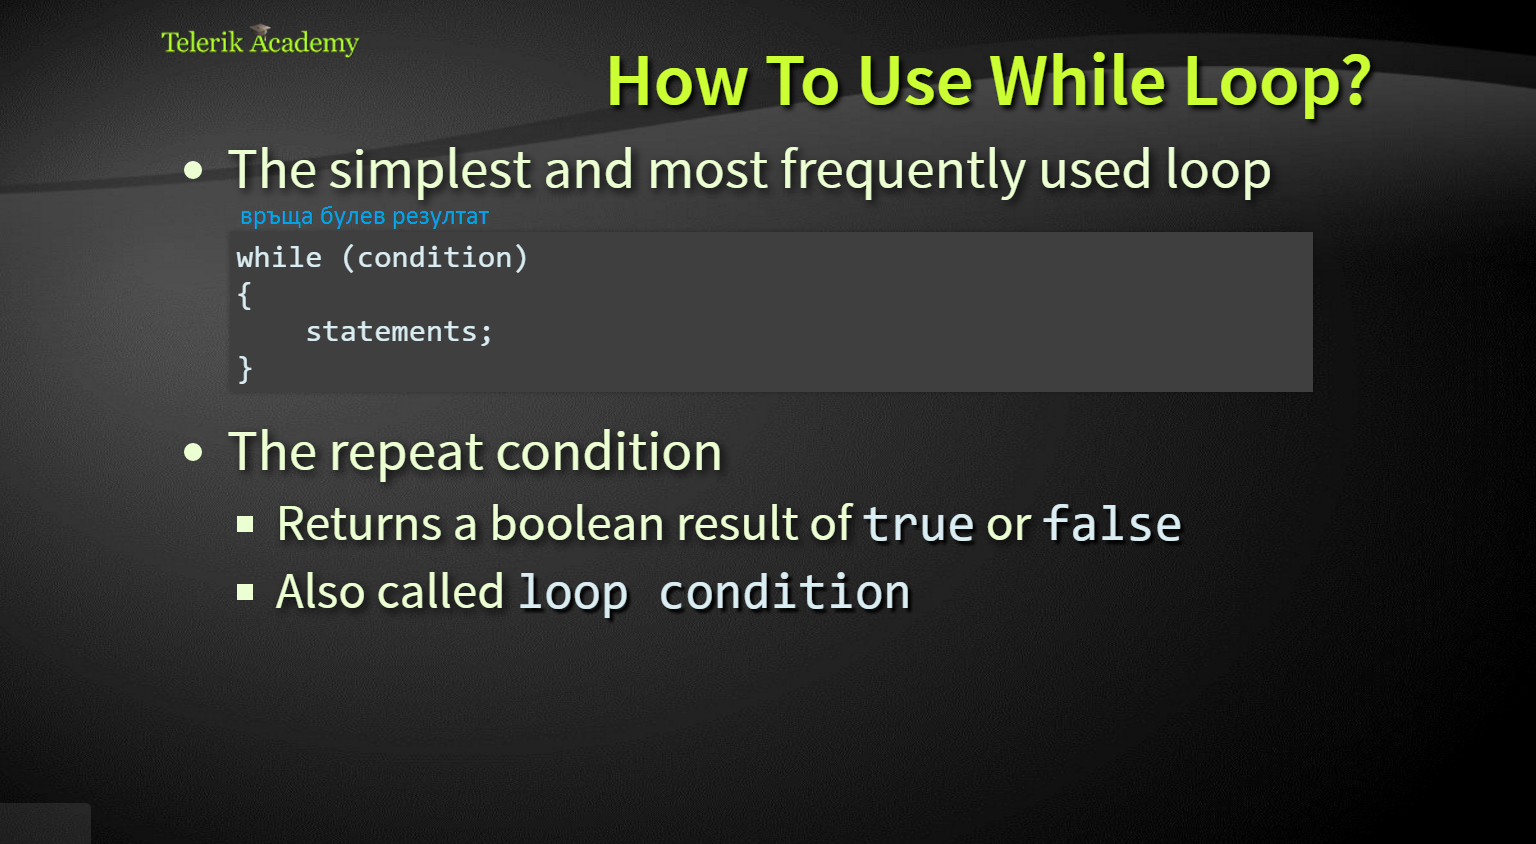 Telerik Academy
How To Use While Loop?
• The simplest and most frequently used loop
връща булев резултат
while (condition)
{
    statements;
}
• The repeat condition
▪ Returns a boolean result of true or false
▪ Also called loop condition